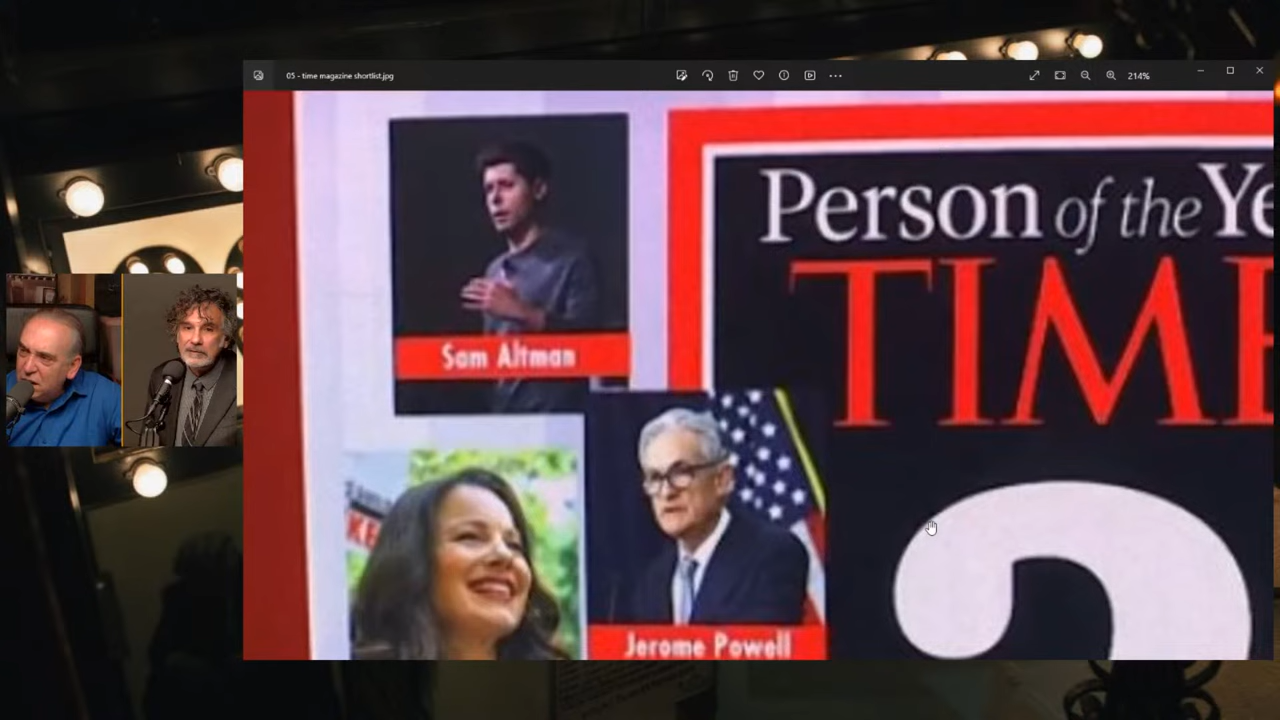 05 - time magazine shortlist.jpg
214%
Person of the Ye
TIME
Sam Altman
Jerome Powell